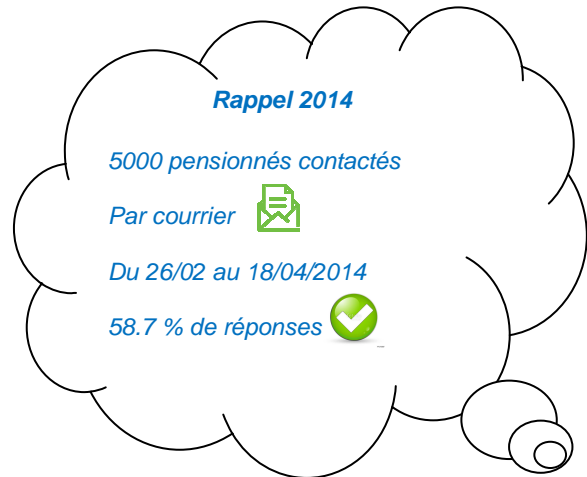 Rappel 2014
5000 pensionnés contactés
Par courrier
Du 26/02 au 18/04/2014
58.7 % de réponses